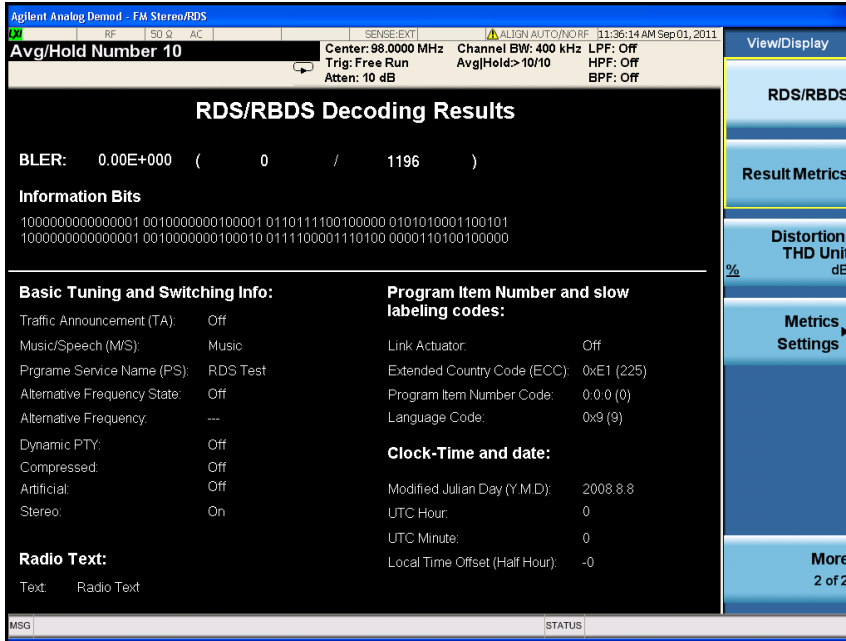 Agilent Analog Demod - FM Stereo/RDS
LXI RF 50 Ω AC SENSE:EXT ALIGN AUTO/NO RF 11:36:14 AM Sep 01, 2011
Avg/Hold Number 10
Center: 98.0000 MHz Channel BW: 400 kHz LPF: Off
Trig: Free Run Avg|Hold:>10/10 HPF: Off
Atten: 10 dB BPF: Off
RDS/RBDS Decoding Results
BLER: 0.00E+000 ( 0 / 1196 )
Information Bits
1000000000000001 0010000000100001 0110111100100000 0101010001100101
1000000000000001 0010000000100010 0111100001110100 0000110100100000
Basic Tuning and Switching Info:
Traffic Announcement (TA): Off
Music/Speech (M/S): Music
Prgrame Service Name (PS): RDS Test
Alternative Frequency State: Off
Alternative Frequency: ---
Dynamic PTY: Off
Compressed: Off
Artificial: Off
Stereo: On
Radio Text:
Text: Radio Text
Program Item Number and slow
labeling codes:
Link Actuator: Off
Extended Country Code (ECC): 0xE1 (225)
Program Item Number Code: 0:0:0 (0)
Language Code: 0x9 (9)
Clock-Time and date:
Modified Julian Day (Y.M.D): 2008.8.8
UTC Hour: 0
UTC Minute: 0
Local Time Offset (Half Hour): -0
View/Display
RDS/RBDS
Result Metrics
Distortion
THD Unit
% dB
Metrics
Settings
More
2 of 2
MSG STATUS